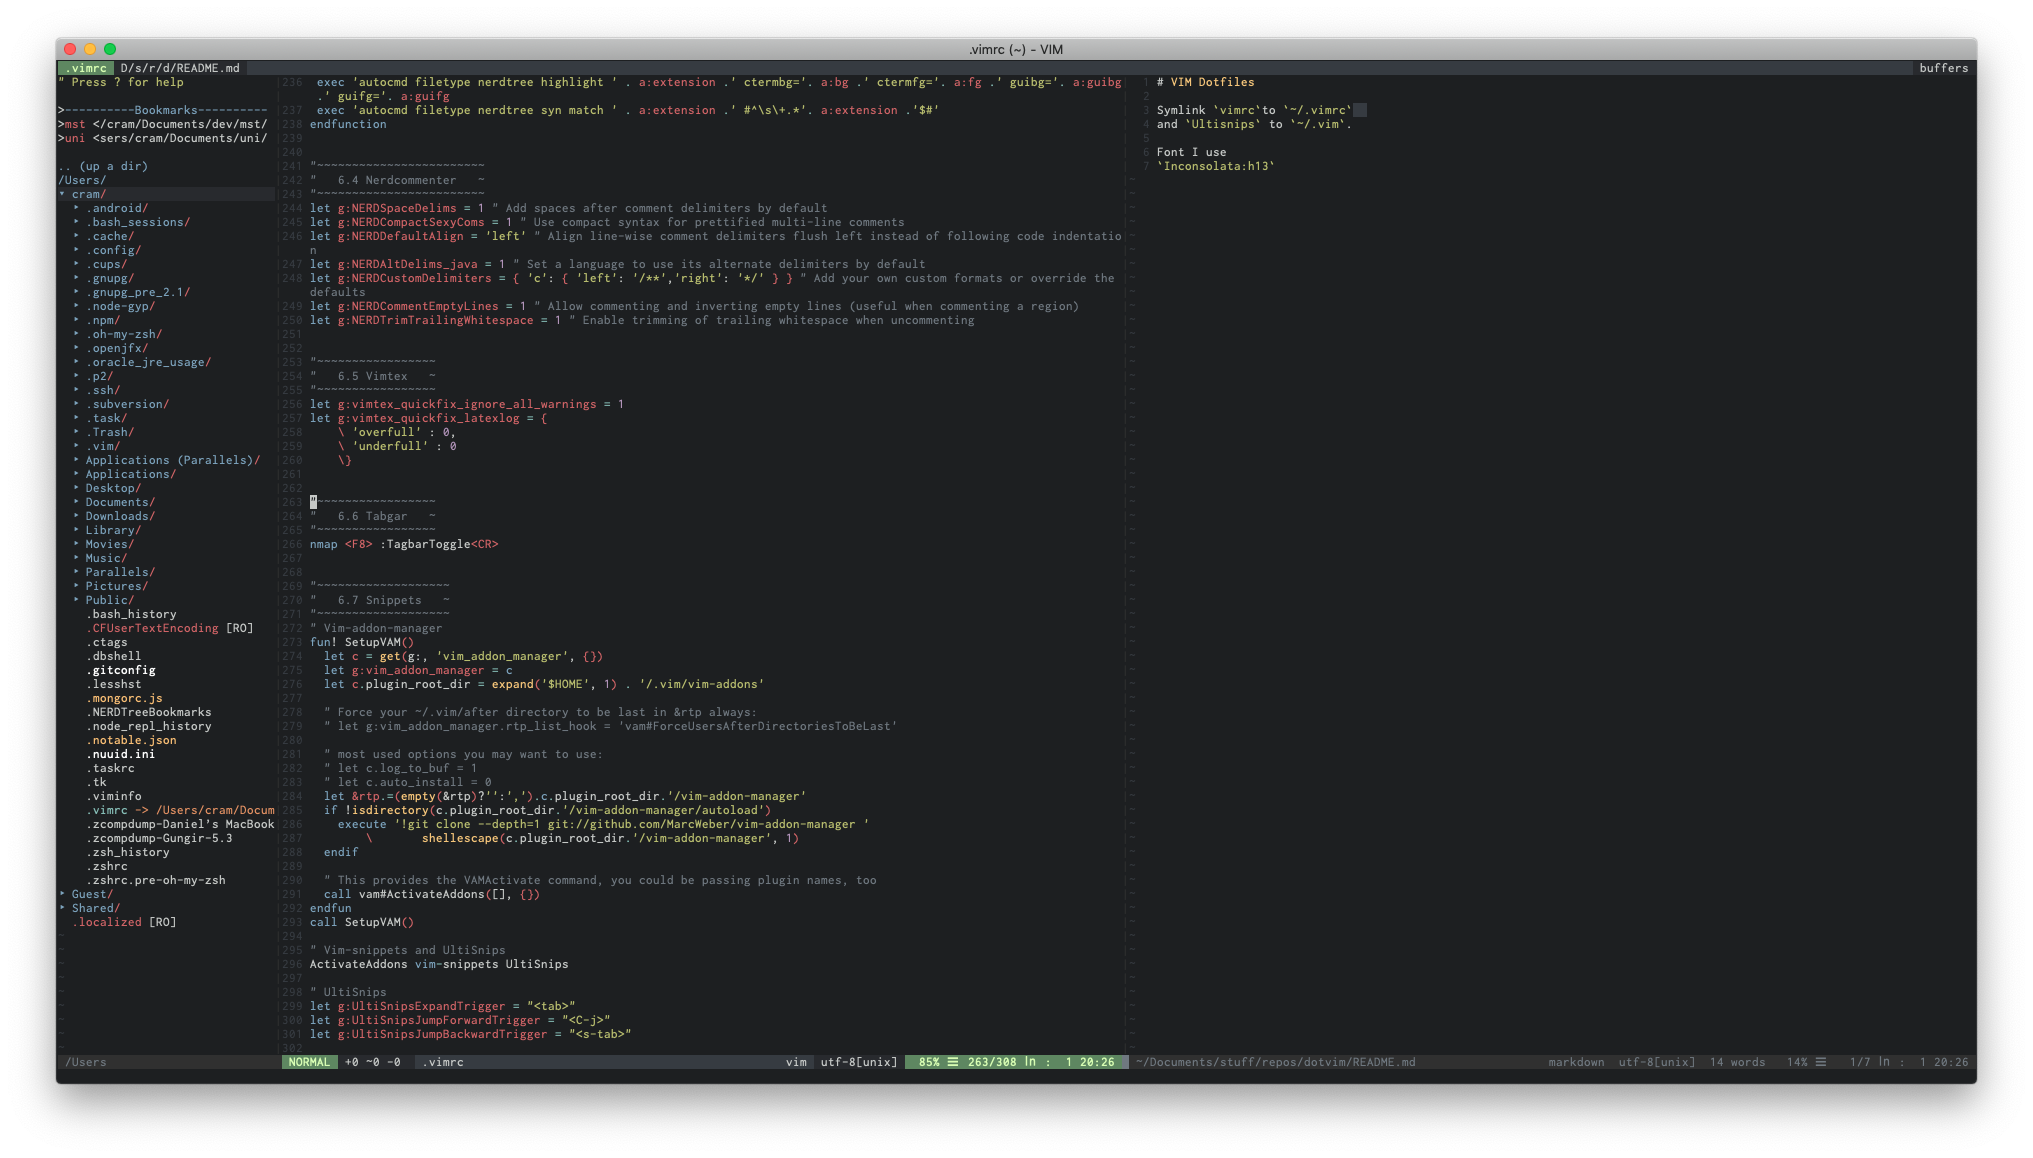 .vimrc (~) - VIM
.vimrc D/s/r/d/README.md
buffers
" Press ? for help
>----------Bookmarks----------
>mst </cram/Documents/dev/mst/
>uni <sers/cram/Documents/uni/
.. (up a dir)
/Users/
▾ cram/
▸ .android/
▸ .bash_sessions/
▸ .cache/
▸ .config/
▸ .cups/
▸ .gnupg/
▸ .gnupg_pre_2.1/
▸ .node-gyp/
▸ .npm/
▸ .oh-my-zsh/
▸ .openjfx/
▸ .oracle_jre_usage/
▸ .p2/
▸ .ssh/
▸ .subversion/
▸ .task/
▸ .Trash/
▸ .vim/
▸ Applications (Parallels)/
▸ Applications/
▸ Desktop/
▸ Documents/
▸ Downloads/
▸ Library/
▸ Movies/
▸ Music/
▸ Parallels/
▸ Pictures/
▸ Public/
.bash_history
.CFUserTextEncoding [RO]
.ctags
.dbshell
.gitconfig
.lesshst
.mongorc.js
.NERDTreeBookmarks
.node_repl_history
.notable.json
.nuuid.ini
.taskrc
.tk
.viminfo
.vimrc -> /Users/cram/Docum
.zcompdump-Daniel's MacBook
.zcompdump-Gungir-5.3
.zsh_history
.zshrc
.zshrc.pre-oh-my-zsh
▸ Guest/
▸ Shared/
.localized [RO]
/Users
236 exec 'autocmd filetype nerdtree highlight ' . a:extension .' ctermbg='. a:bg .' ctermfg='. a:fg .' guibg='. a:guibg
.' guifg='. a:guifg
237 exec 'autocmd filetype nerdtree syn match ' . a:extension .' #^\s\+.*'. a:extension .'$#'
238 endfunction
239
240
241 "~~~~~~~~~~~~~~~~~~~~~~~~
242 " 6.4 Nerdcommenter ~
243 "~~~~~~~~~~~~~~~~~~~~~~~~
244 let g:NERDSpaceDelims = 1 " Add spaces after comment delimiters by default
245 let g:NERDCompactSexyComs = 1 " Use compact syntax for prettified multi-line comments
246 let g:NERDDefaultAlign = 'left' " Align line-wise comment delimiters flush left instead of following code indentatio
n
247 let g:NERDAltDelims_java = 1 " Set a language to use its alternate delimiters by default
248 let g:NERDCustomDelimiters = { 'c': { 'left': '/**','right': '*/' } } " Add your own custom formats or override the
defaults
249 let g:NERDCommentEmptyLines = 1 " Allow commenting and inverting empty lines (useful when commenting a region)
250 let g:NERDTrimTrailingWhitespace = 1 " Enable trimming of trailing whitespace when uncommenting
251
252
253 "~~~~~~~~~~~~~~~~~
254 " 6.5 Vimtex ~
255 "~~~~~~~~~~~~~~~~~
256 let g:vimtex_quickfix_ignore_all_warnings = 1
257 let g:vimtex_quickfix_latexlog = {
258 \ 'overfull' : 0,
259 \ 'underfull' : 0
260 \}
261
262
263 "~~~~~~~~~~~~~~~~~
264 " 6.6 Tabgar ~
265 "~~~~~~~~~~~~~~~~~
266 nmap <F8> :TagbarToggle<CR>
267
268
269 "~~~~~~~~~~~~~~~~~~~
270 " 6.7 Snippets ~
271 "~~~~~~~~~~~~~~~~~~~
272 " Vim-addon-manager
273 fun! SetupVAM()
274 let c = get(g:, 'vim_addon_manager', {})
275 let g:vim_addon_manager = c
276 let c.plugin_root_dir = expand('$HOME', 1) . '/.vim/vim-addons'
277
278 " Force your ~/.vim/after directory to be last in &rtp always:
279 " let g:vim_addon_manager.rtp_list_hook = 'vam#ForceUsersAfterDirectoriesToBeLast'
280
281 " most used options you may want to use:
282 " let c.log_to_buf = 1
283 " let c.auto_install = 0
284 let &rtp.=(empty(&rtp)?'':',').c.plugin_root_dir.'/vim-addon-manager'
285 if !isdirectory(c.plugin_root_dir.'/vim-addon-manager/autoload')
286 execute '!git clone --depth=1 git://github.com/MarcWeber/vim-addon-manager '
287 \ shellescape(c.plugin_root_dir.'/vim-addon-manager', 1)
288 endif
289
290 " This provides the VAMActivate command, you could be passing plugin names, too
291 call vam#ActivateAddons([], {})
292 endfun
293 call SetupVAM()
294
295 " Vim-snippets and UltiSnips
296 ActivateAddons vim-snippets UltiSnips
297
298 " UltiSnips
299 let g:UltiSnipsExpandTrigger = "<tab>"
300 let g:UltiSnipsJumpForwardTrigger = "<C-j>"
301 let g:UltiSnipsJumpBackwardTrigger = "<s-tab>"
302
NORMAL +0 ~0 -0 .vimrc vim utf-8[unix] 85% ☰ 263/308 ln : 1 20:26
1 # VIM Dotfiles
2
3 Symlink `vimrc`to `~/.vimrc`
4 and `Ultisnips` to `~/.vim`.
5
6 Font I use
7 `Inconsolata:h13`
~/Documents/stuff/repos/dotvim/README.md markdown utf-8[unix] 14 words 14% ☰ 1/7 ln : 1 20:26